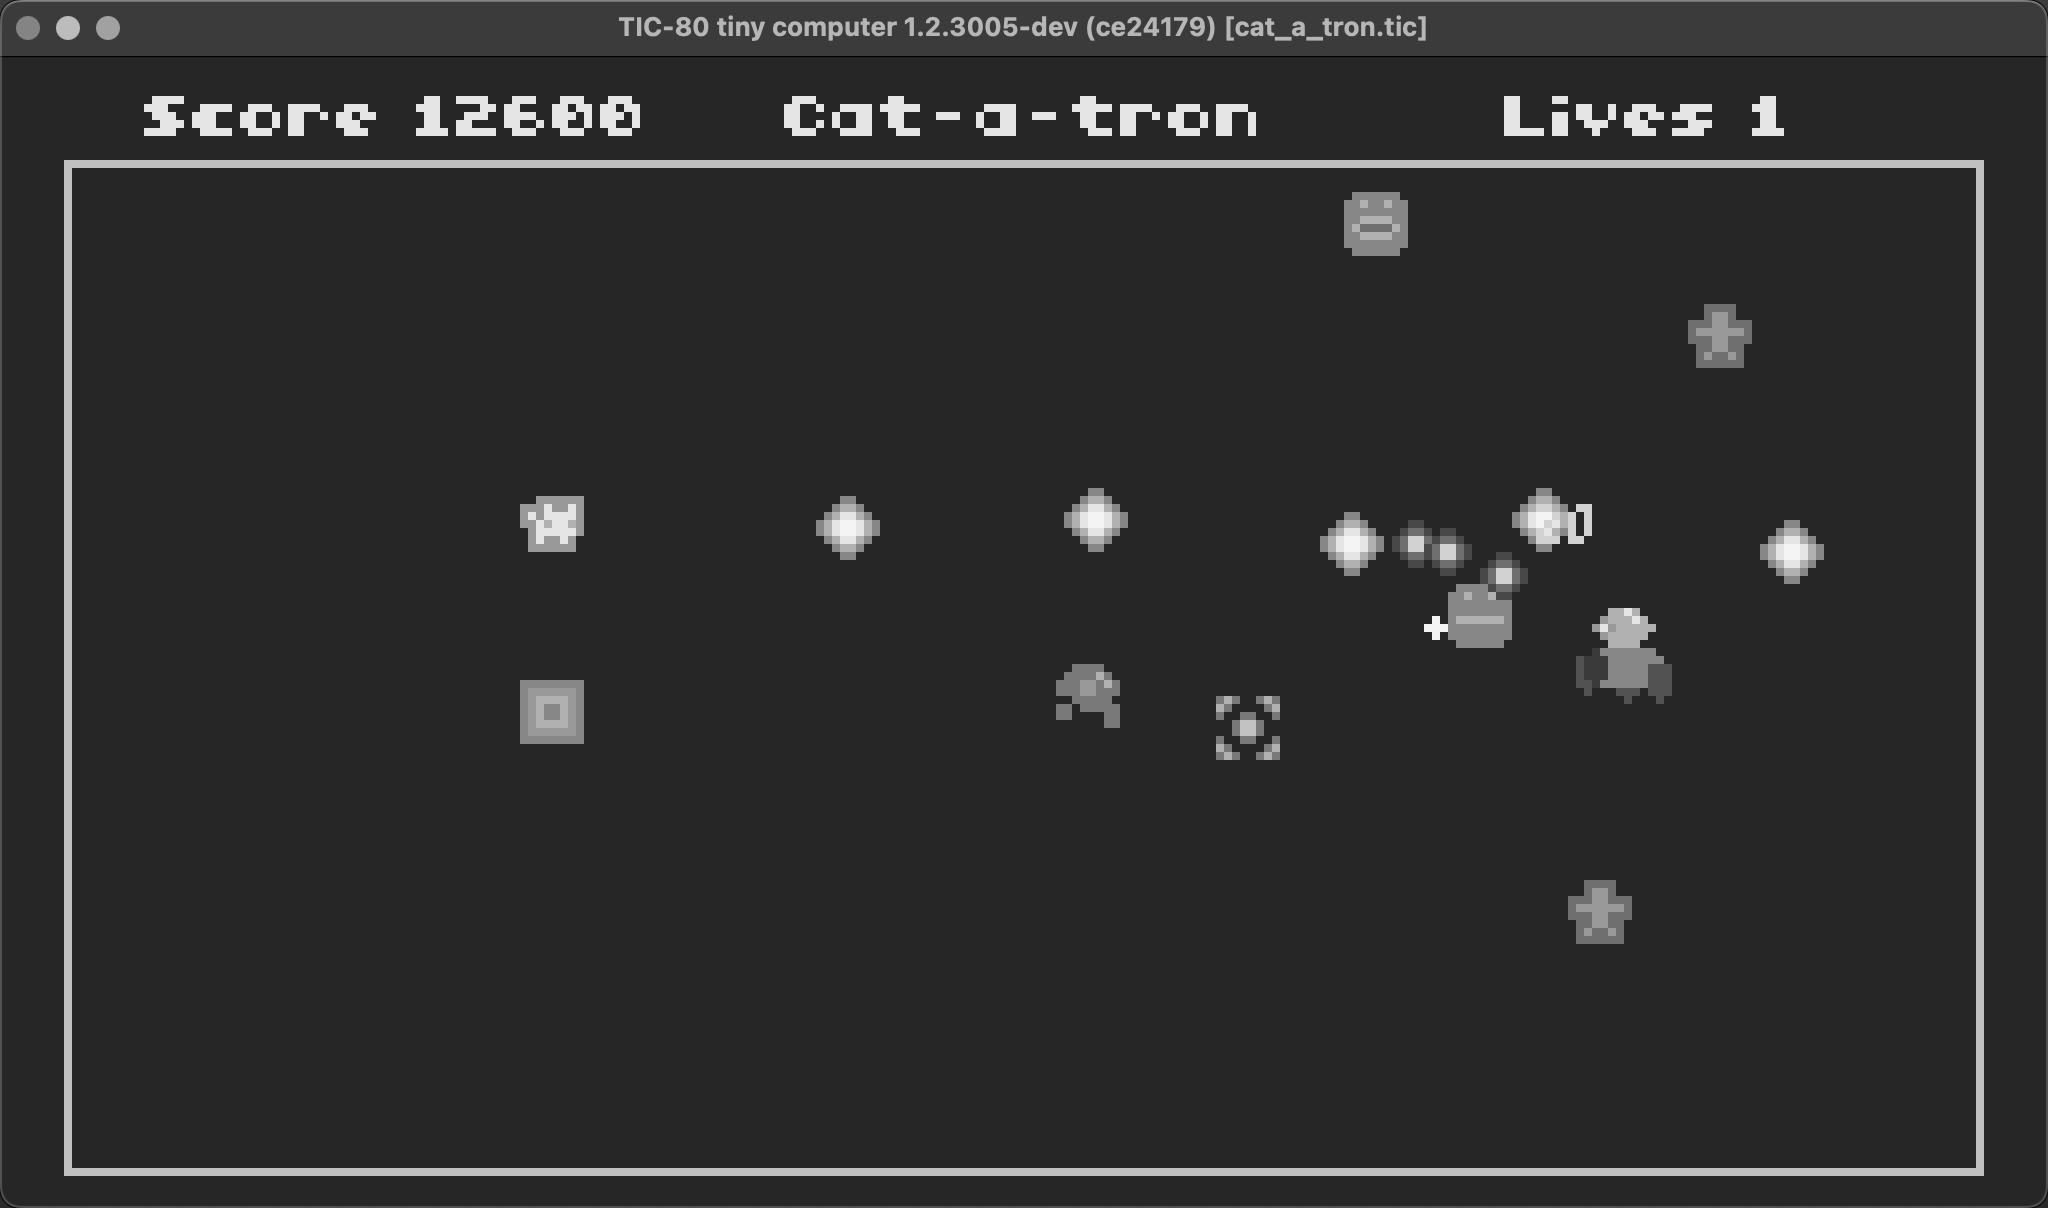 TIC-80 tiny computer 1.2.3005-dev (ce24179) [cat_a_tron.tic]
Score 12600 Cat-a-tron Lives 1